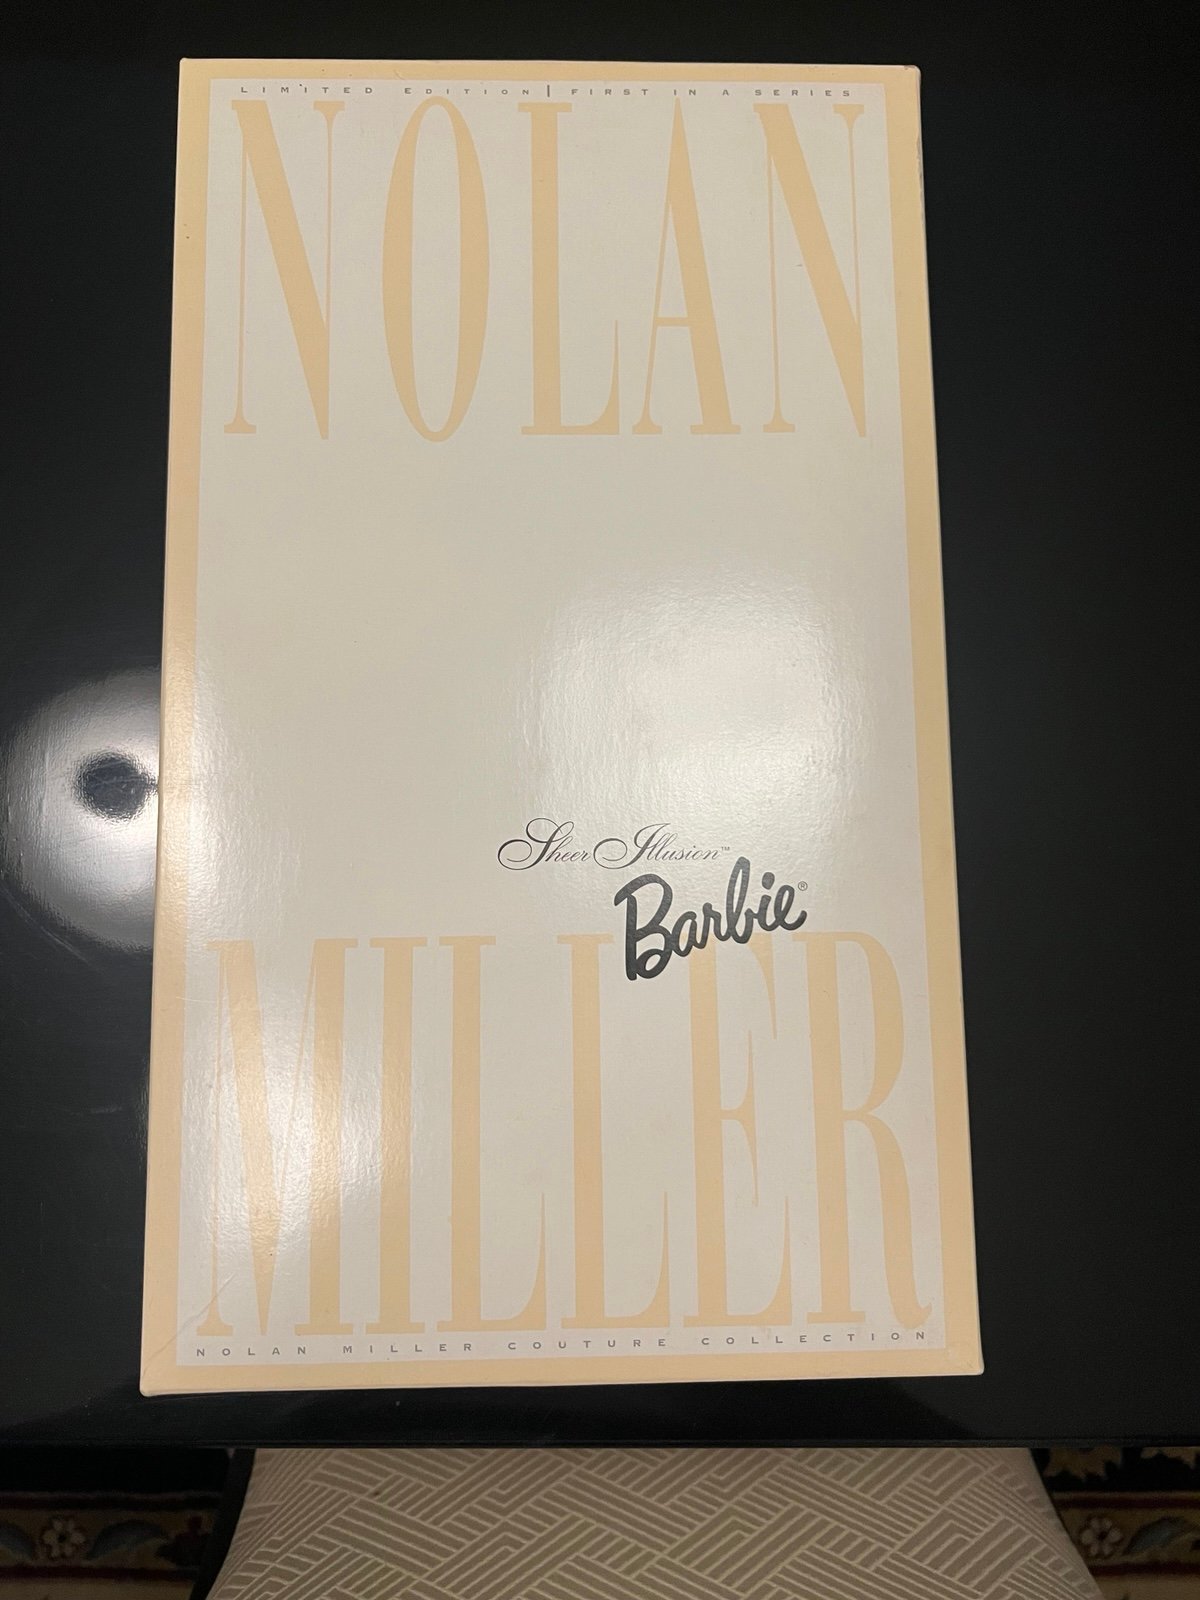 LIMITED EDITION | FIRST IN A SERIES
NOLAN
Sheer Illusion™
Barbie®
MILLER
NOLAN MILLER COUTURE COLLECTION